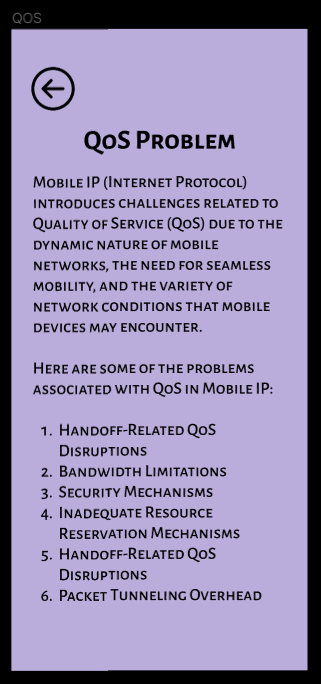 QOS
QoS Problem
Mobile IP (Internet Protocol)
introduces challenges related to
Quality of Service (QoS) due to the
dynamic nature of mobile
networks, the need for seamless
mobility, and the variety of
network conditions that mobile
devices may encounter.
Here are some of the problems
associated with QoS in Mobile IP:
1. Handoff-Related QoS
Disruptions
2. Bandwidth Limitations
3. Security Mechanisms
4. Inadequate Resource
Reservation Mechanisms
5. Handoff-Related QoS
Disruptions
6. Packet Tunneling Overhead